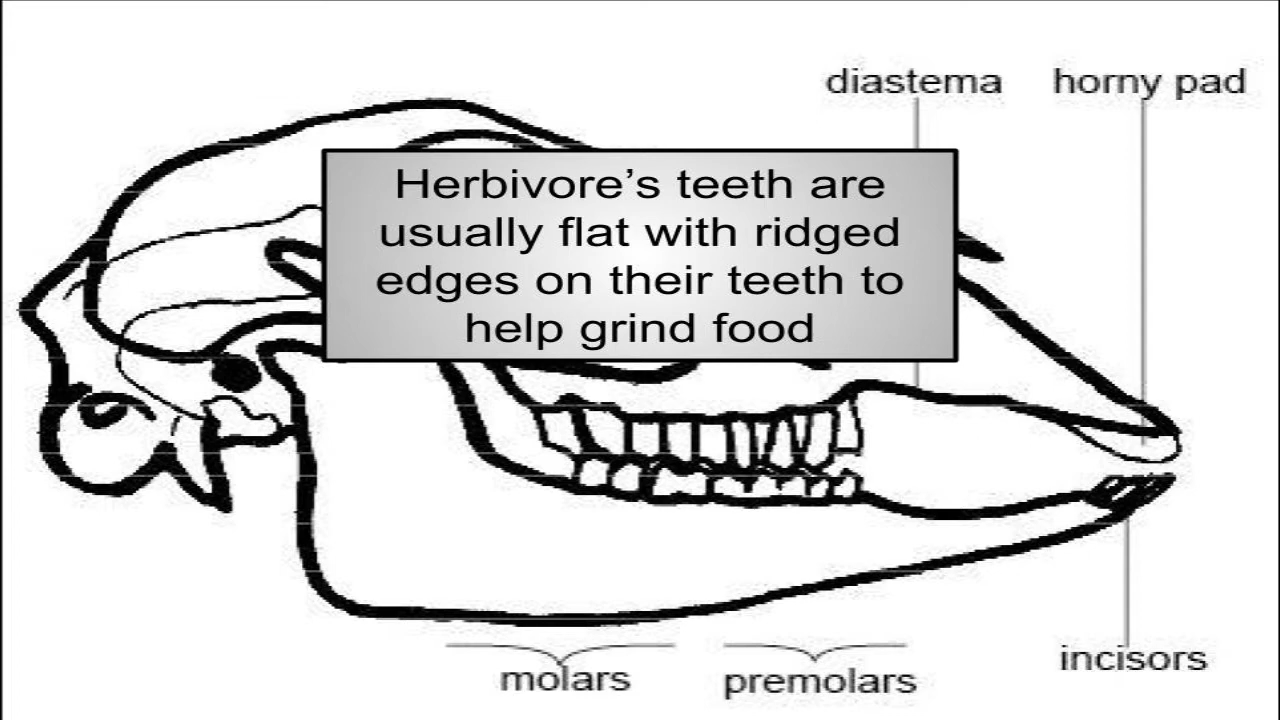 diastema horny pad
Herbivore’s teeth are
usually flat with ridged
edges on their teeth to
help grind food
incisors
molars premolars